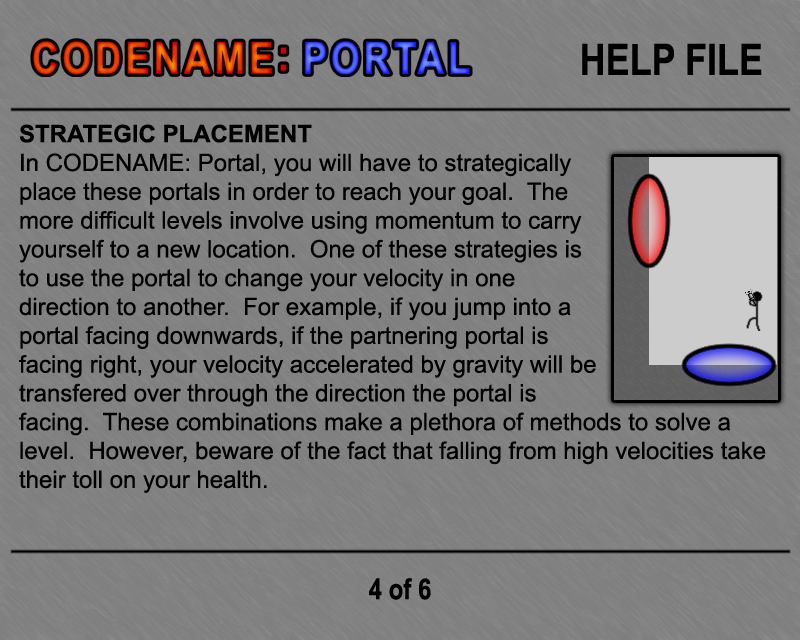 CODENAME: PORTAL
HELP FILE
STRATEGIC PLACEMENT
In CODENAME: Portal, you will have to strategically
place these portals in order to reach your goal.  The
more difficult levels involve using momentum to carry
yourself to a new location.  One of these strategies is
to use the portal to change your velocity in one
direction to another.  For example, if you jump into a
portal facing downwards, if the partnering portal is
facing right, your velocity accelerated by gravity will be
transfered over through the direction the portal is
facing.  These combinations make a plethora of methods to solve a
level.  However, beware of the fact that falling from high velocities take
their toll on your health.
4 of 6